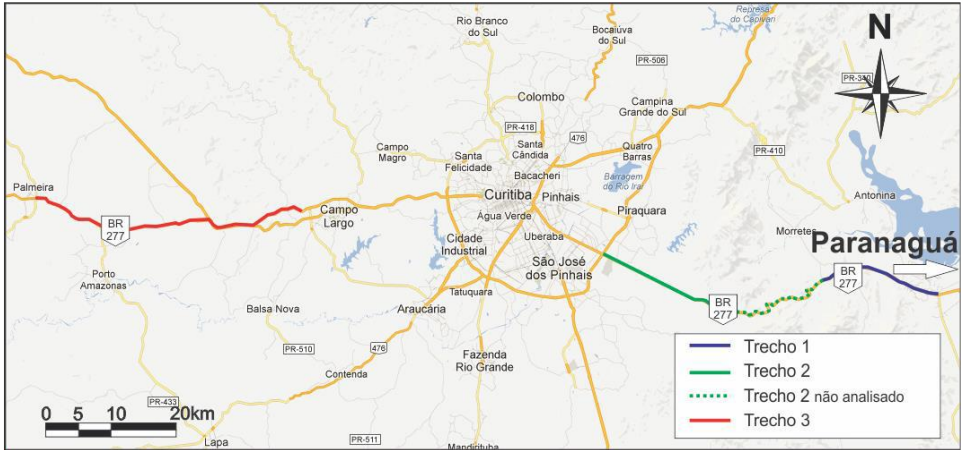 Represa
do Capivari
Rio Branco
do Sul
Bocaiúva
do Sul
N
PR-506
PR-340
Colombo
Campina
Grande do Sul
PR-418
476
Campo
Magro
Santa
Felicidade
Santa
Cândida
Quatro
Barras
PR-410
Bacacheri
Barragem
do Rio Iraí
Palmeira
Curitiba
Pinhais
Antonina
Campo
Largo
Água Verde
Piraquara
BR
277
Uberaba
Morretes
Paranaguá
Cidade
Industrial
São José
dos Pinhais
BR
277
Porto
Amazonas
Tatuquara
BR
277
Balsa Nova
Araucária
PR-510
476
Fazenda
Rio Grande
Contenda
Trecho 1
Trecho 2
Trecho 2 não analisado
Trecho 3
PR-433
0 5 10 20km
Lapa
PR-511
Mandirituba